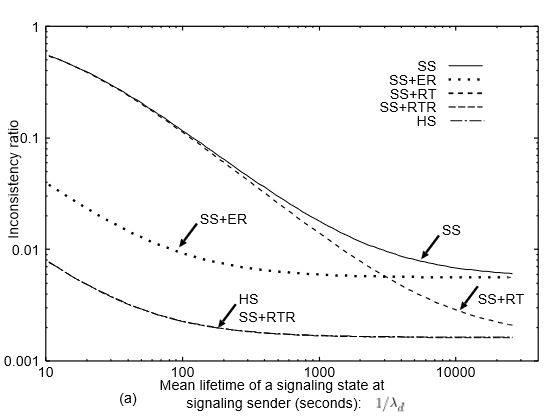 1
0.1
0.01
0.001
Inconsistency ratio
SS
SS+ER
SS+RT
SS+RTR
HS
SS+ER
SS
HS
SS+RTR
SS+RT
10
100
1000
10000
Mean lifetime of a signaling state at
(a) signaling sender (seconds): 1/λ_d